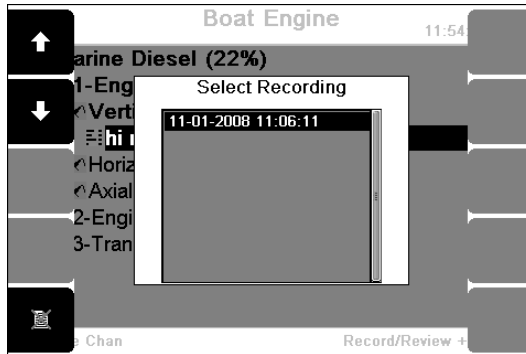 Boat Engine
11:54:
arine Diesel (22%)
1-Eng
Select Recording
Verti
11-01-2008 11:06:11
hi
Horiz
Axial
2-Engi
3-Tran
Chan
Record/Review +